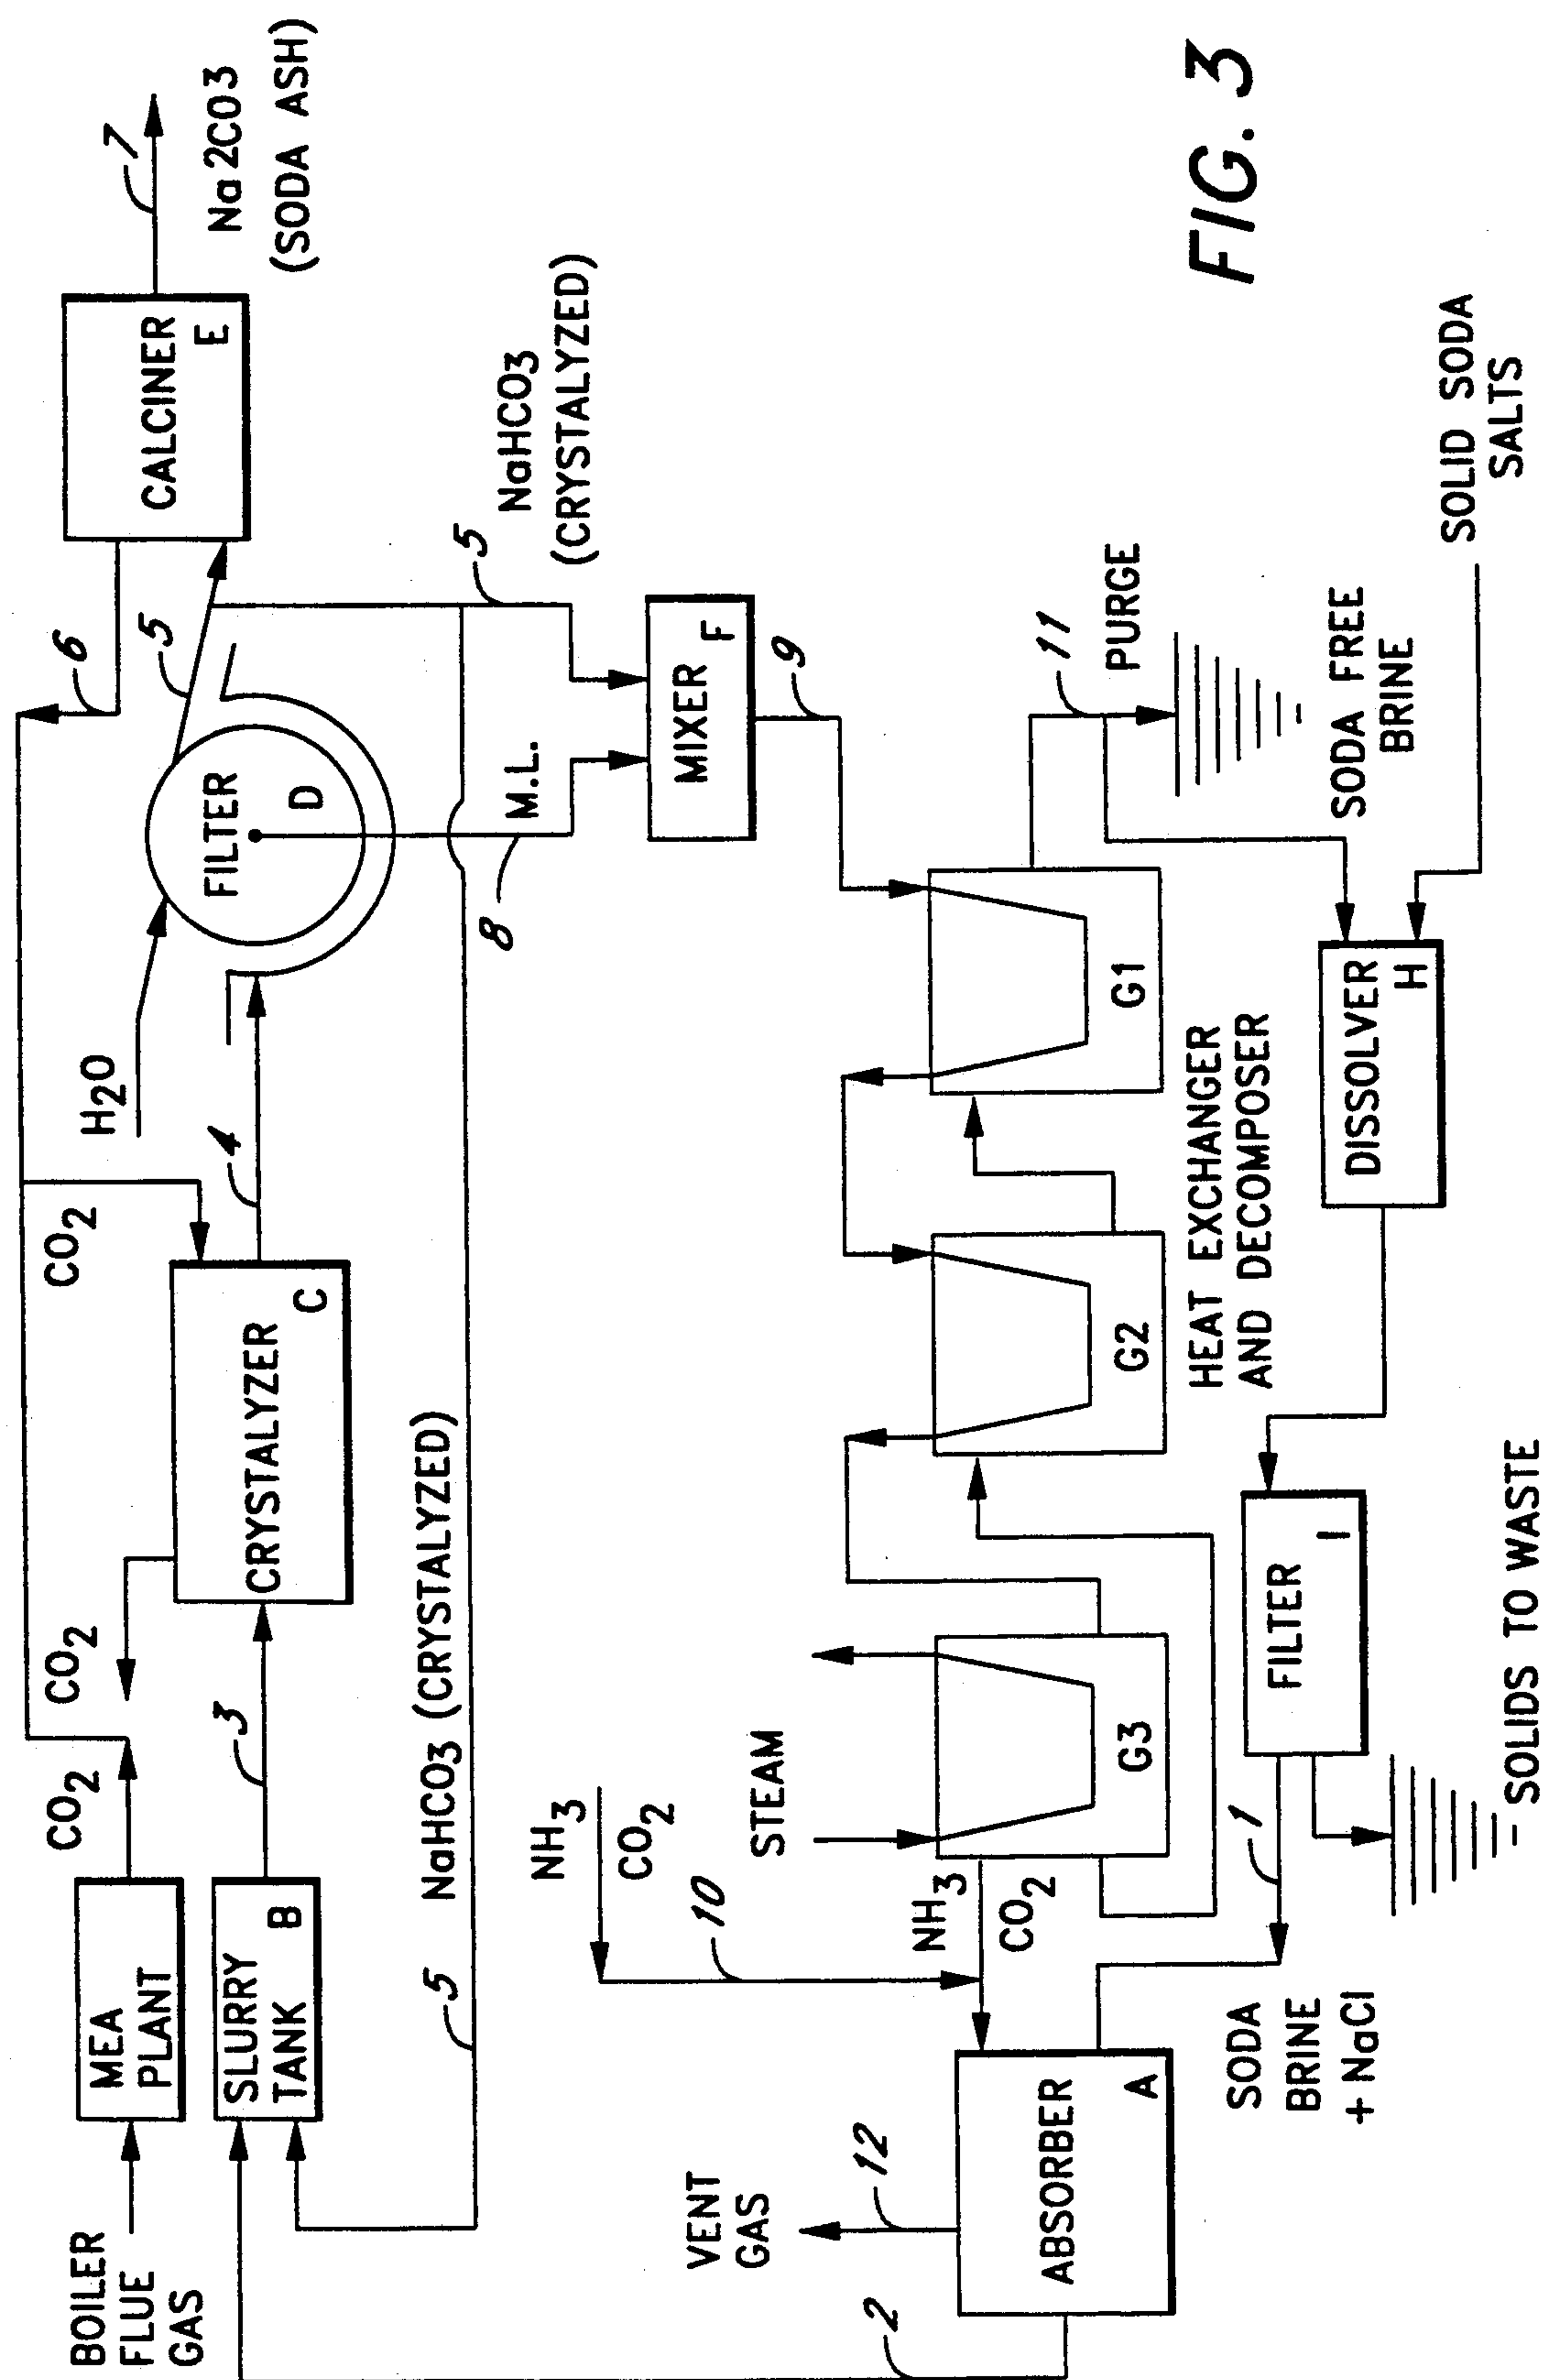 BOILER
FLUE
GAS
MEA
PLANT
CO2
CO2
CO2
6
7
Na2CO3
(SODA ASH)
SLURRY
TANK
B
3
CRYSTALYZER
C
4
H2O
FILTER
D
5
CALCINER
E
NaHCO3 (CRYSTALYZED)
5
8
M.L.
5
NaHCO3
(CRYSTALYZED)
MIXER
F
9
NH3
CO2
10
STEAM
NH3
CO2
G3
G2
G1
HEAT EXCHANGER
AND DECOMPOSER
11
PURGE
VENT
GAS
12
2
ABSORBER
A
SODA
BRINE
+ NaCl
1
FILTER
I
SOLIDS TO WASTE
DISSOLVER
H
SODA FREE
BRINE
SOLID SODA
SALTS
FIG. 3